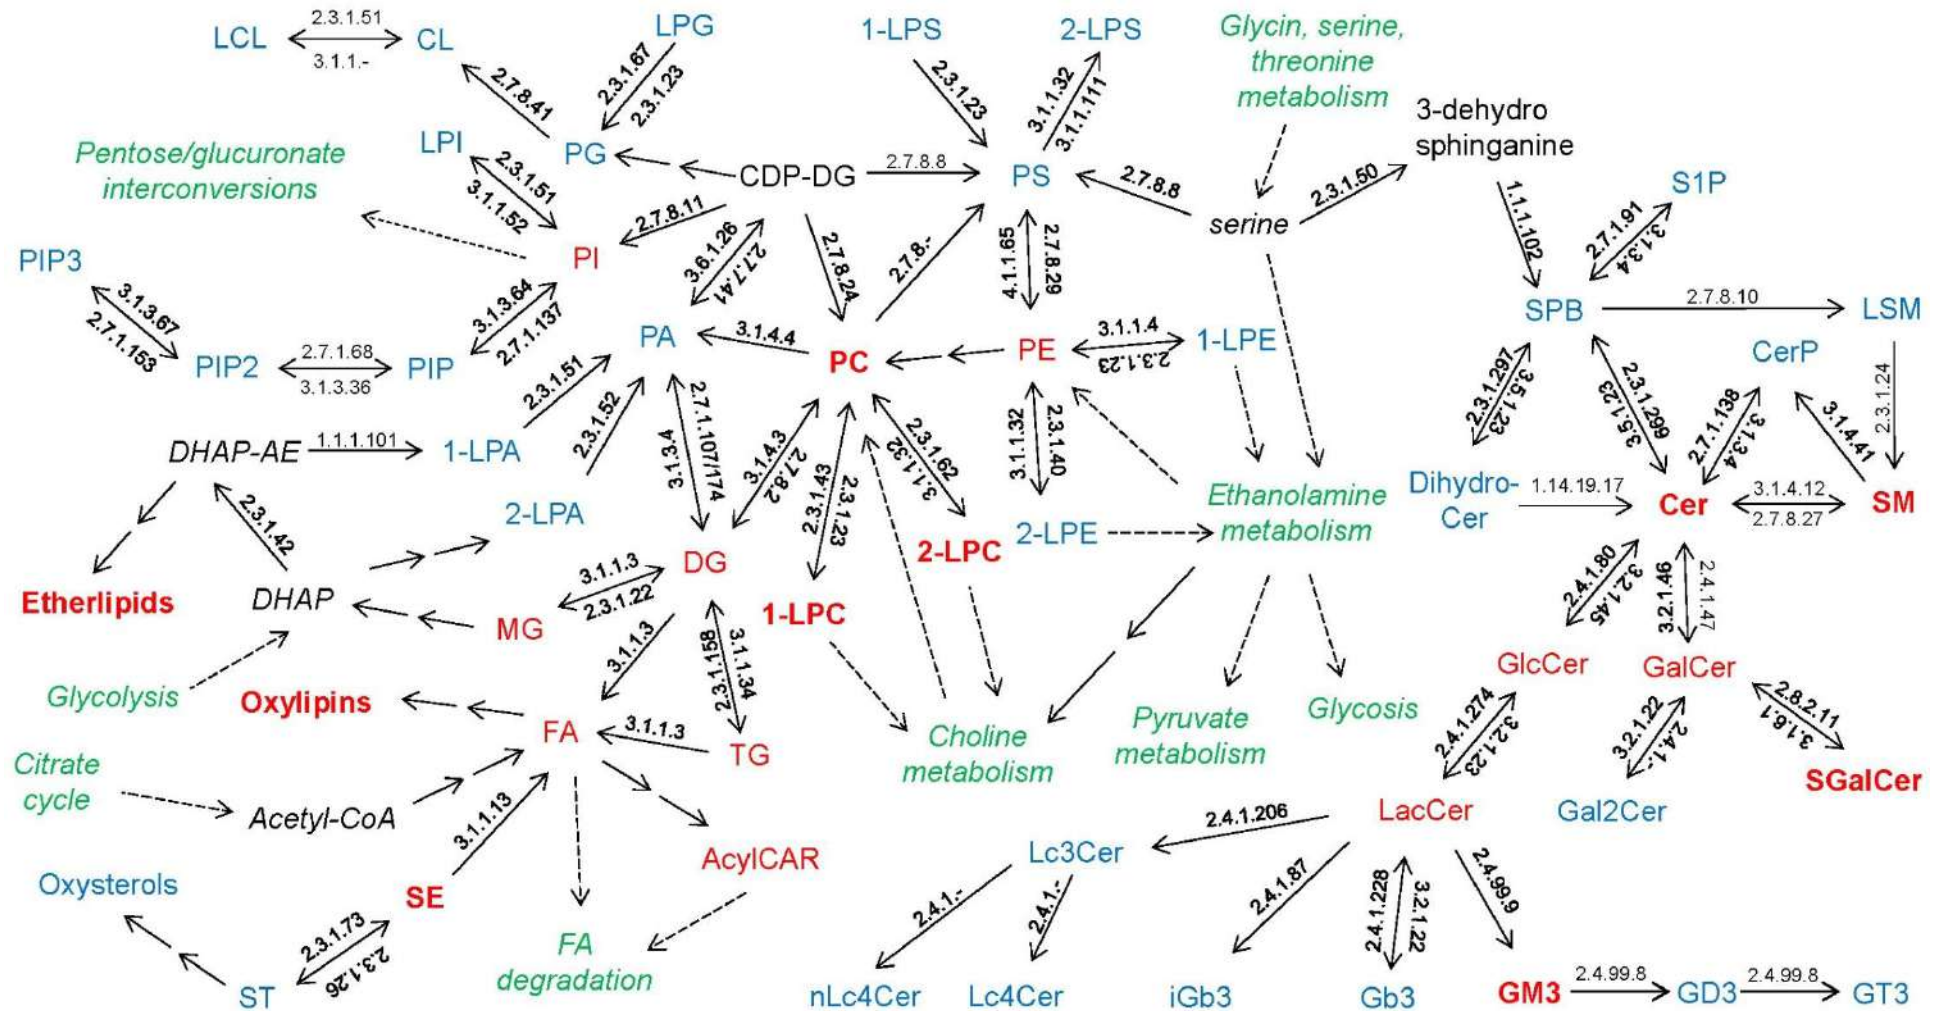 LCL
2.3.1.51
3.1.1.-
CL
LPG
1-LPS
2-LPS
Glycin, serine,
threonine
metabolism
2.7.8.41
2.3.1.67
2.3.1.23
2.3.1.23
3.1.1.32
3.1.1.111
3-dehydro
sphinganine
Pentose/glucuronate
interconversions
LPI
2.3.1.51
3.1.1.52
PG
CDP-DG
2.7.8.8
PS
2.7.8.8
serine
2.3.1.50
1.1.1.102
2.7.1.91
3.1.3.4
S1P
PIP3
3.1.3.67
2.7.1.153
PI
2.7.8.11
3.6.1.26
2.7.7.41
2.7.8.24
2.7.8.-
4.1.1.65
2.7.8.29
SPB
2.7.8.10
LSM
PIP2
2.7.1.68
3.1.3.36
PIP
3.1.3.64
2.7.1.137
PA
3.1.4.4
PC
PE
3.1.1.4
2.3.1.23
1-LPE
CerP
2.3.1.24
2.3.1.297
3.5.1.23
2.3.1.299
3.5.1.23
2.7.1.138
3.1.3.4
3.1.4.41
DHAP-AE
1.1.1.101
1-LPA
2.3.1.51
2.3.1.52
2.7.1.107/174
3.1.3.4
3.1.4.3
2.7.8.2
2.3.1.43
2.3.1.23
2.3.1.62
3.1.1.32
3.1.1.32
2.3.1.40
Ethanolamine
metabolism
Dihydro-
Cer
1.14.19.17
Cer
3.1.4.12
2.7.8.27
SM
2.3.1.42
2-LPA
2-LPC
2-LPE
Etherlipids
DHAP
MG
3.1.1.3
2.3.1.22
DG
1-LPC
2.4.1.80
3.2.1.45
3.2.1.46
2.4.1.47
Glycolysis
Oxylipins
3.1.1.3
3.1.1.34
2.3.1.158
GlcCer
GalCer
FA
3.1.1.3
TG
Choline
metabolism
Pyruvate
metabolism
Glycosis
2.4.1.274
3.2.1.23
3.2.1.22
2.4.1.-
2.8.2.11
3.1.6.1
SGalCer
Citrate
cycle
Acetyl-CoA
3.1.1.13
AcylCAR
LacCer
Gal2Cer
2.4.1.206
Lc3Cer
Oxysterols
SE
2.3.1.73
2.3.1.26
ST
FA
degradation
2.4.1.-
2.4.1.-
2.4.1.87
2.4.1.228
3.2.1.22
2.4.99.9
nLc4Cer
Lc4Cer
iGb3
Gb3
GM3
2.4.99.8
GD3
2.4.99.8
GT3